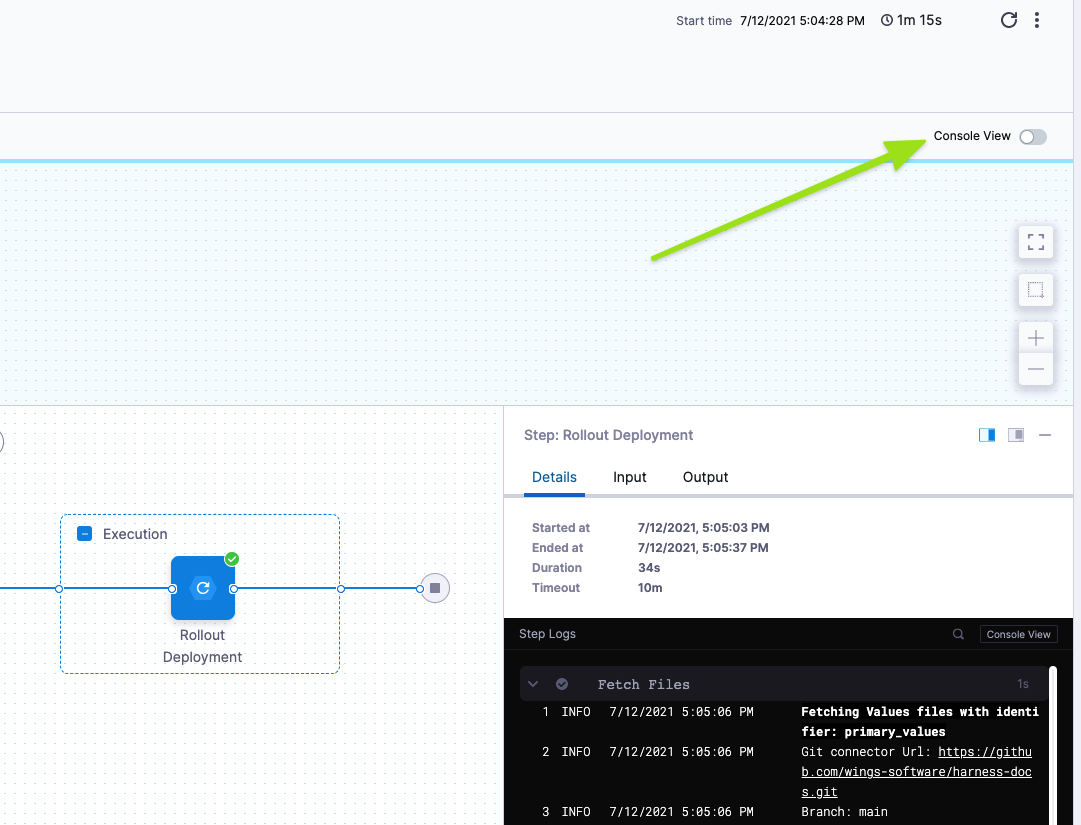 Start time 7/12/2021 5:04:28 PM 1m 15s
Console View
Execution
Rollout
Deployment
Step: Rollout Deployment
Details Input Output
Started at 7/12/2021, 5:05:03 PM
Ended at 7/12/2021, 5:05:37 PM
Duration 34s
Timeout 10m
Step Logs Console View
Fetch Files 1s
1 INFO 7/12/2021 5:05:06 PM Fetching Values files with identi
fier: primary_values
2 INFO 7/12/2021 5:05:06 PM Git connector Url: https://githu
b.com/wings-software/harness-doc
s.git
3 INFO 7/12/2021 5:05:06 PM Branch: main